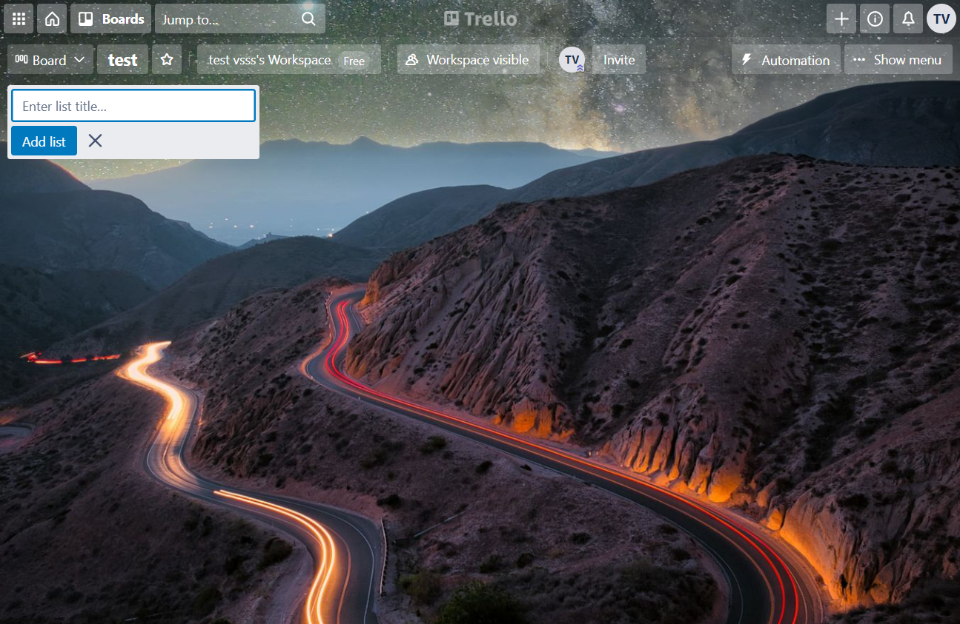 Boards
Jump to...
Trello
TV
Board
test
test vsss's Workspace Free
Workspace visible
TV
Invite
Automation
Show menu
Enter list title...
Add list